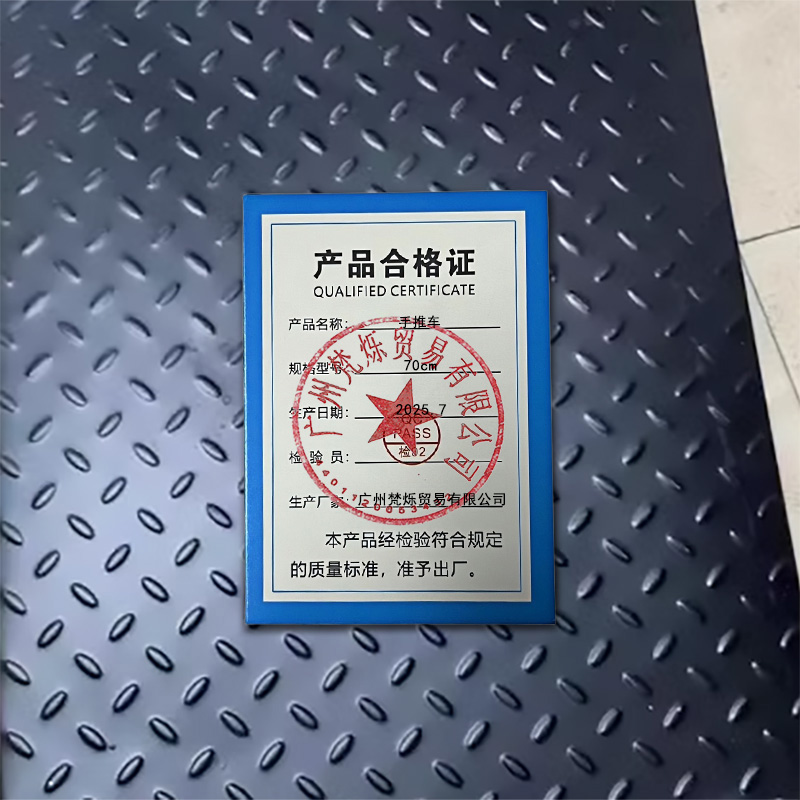 产品合格证
QUALIFIED CERTIFICATE
产品名称： 手推车
规格型号： 70cm
生产日期： 2025.7
QC
PASS
检验员： 检02
生产厂家：广州梵烁贸易有限公司
广州梵烁贸易有限公司
本产品经检验符合规定
的质量标准，准予出厂。